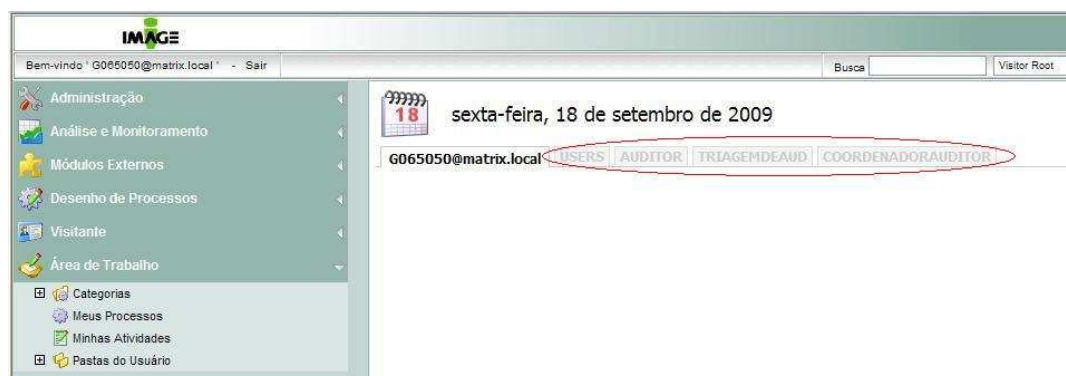 IMAGE
Bem-vindo ' G065050@matrix.local ' - Sair
Busca
Visitor Root
Administração
Análise e Monitoramento
Módulos Externos
Desenho de Processos
Visitante
Área de Trabalho
Categorias
Meus Processos
Minhas Atividades
Pastas do Usuário
18
sexta-feira, 18 de setembro de 2009
G065050@matrix.local USERS AUDITOR TRIAGEMDEAUD COORDENADORAUDITOR